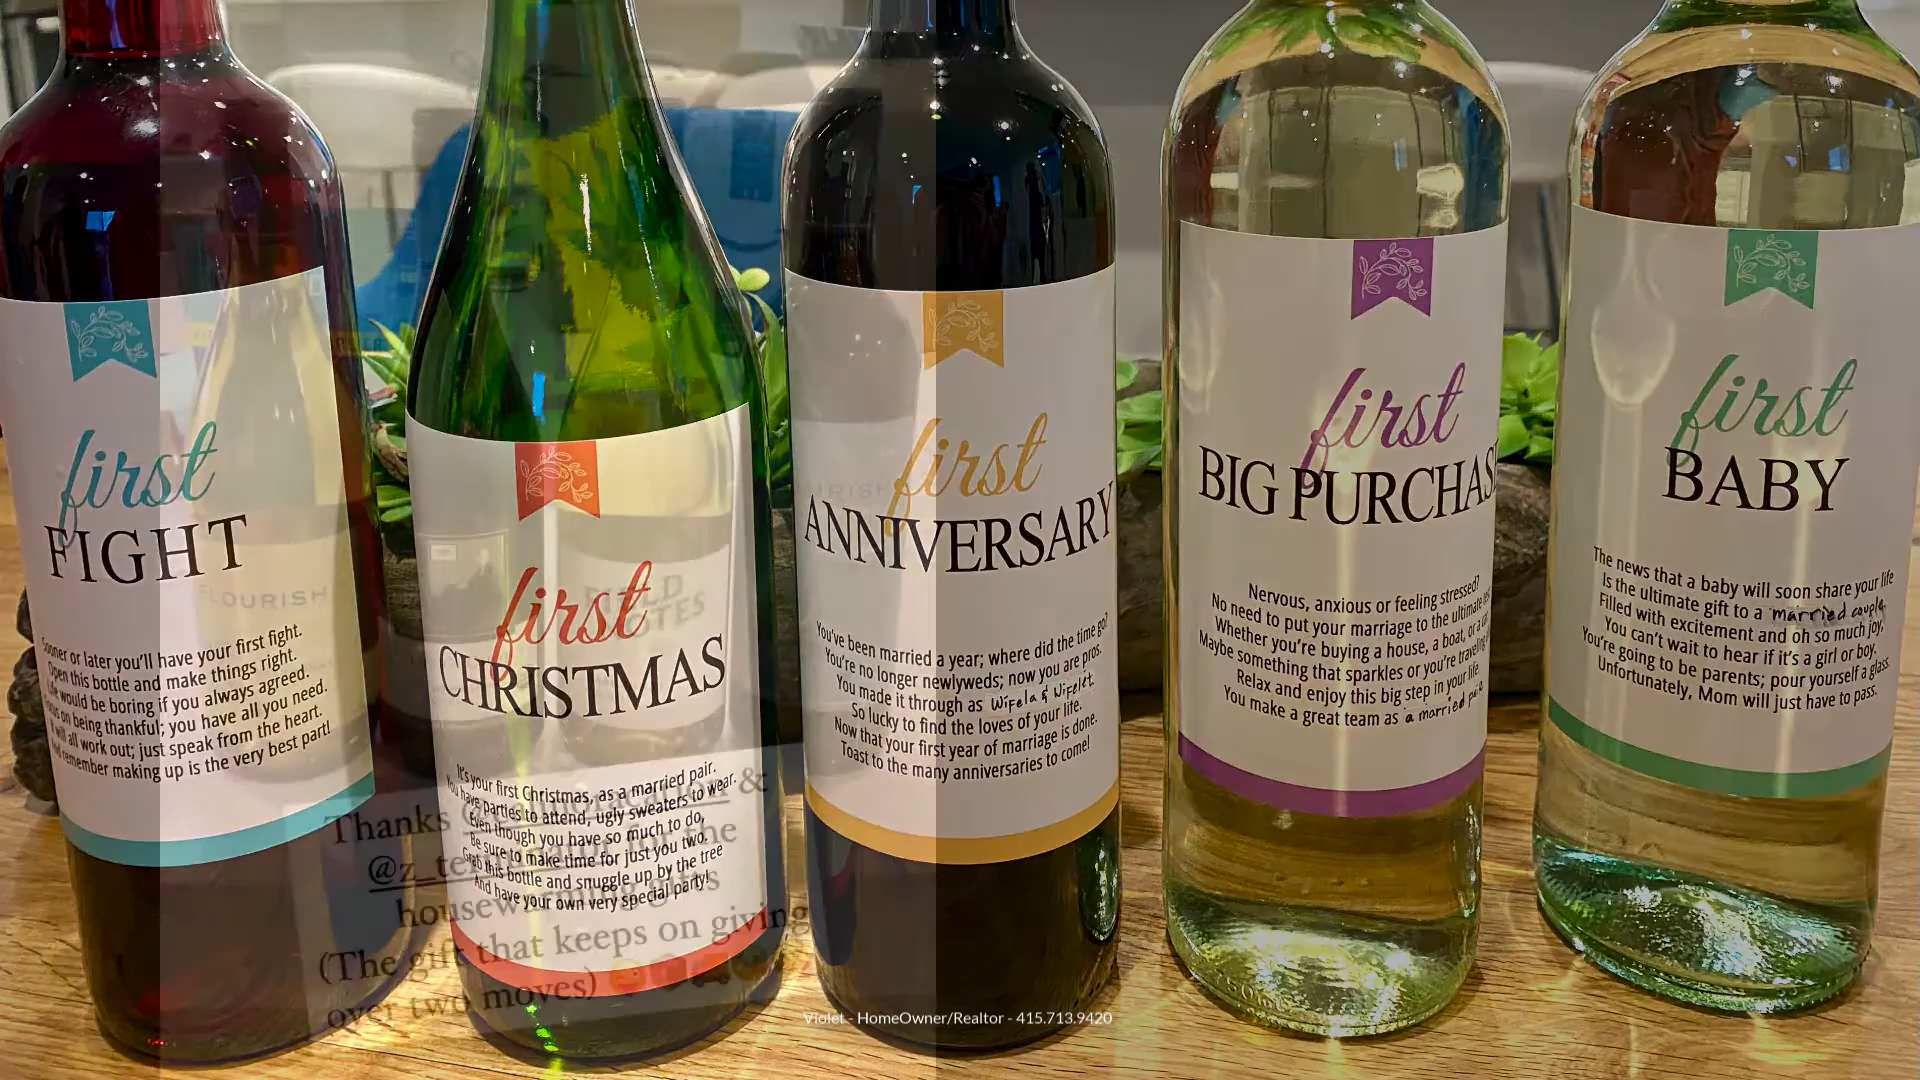 first
FIGHT
Sooner or later you'll have your first fight.
Open this bottle and make things right.
Life would be boring if you always agreed.
on being thankful; you have all you need.
will all work out; just speak from the heart.
remember making up is the very best part!
FLOURISH
first
CHRISTMAS
It's your first Christmas, as a married pair.
You have parties to attend, ugly sweaters to wear.
Even though you have so much to do,
Be sure to make time for just you two.
Grab this bottle and snuggle up by the tree
And have your own very special party!
first
ANNIVERSARY
You've been married a year; where did the time go?
You're no longer newlyweds; now you are pros.
You made it through as Wifela & Wifelet.
So lucky to find the loves of your life.
Now that your first year of marriage is done.
Toast to the many anniversaries to come!
first
BIG PURCHAS
Nervous, anxious or feeling stressed?
No need to put your marriage to the ultimate
Whether you're buying a house, a boat, or a
Maybe something that sparkles or you're traveling
Relax and enjoy this big step in your life.
You make a great team as a married
first
BABY
The news that a baby will soon share your life
Is the ultimate gift to a married couple.
Filled with excitement and oh so much joy,
You can't wait to hear if it's a girl or boy.
You're going to be parents; pour yourself a glass.
Unfortunately, Mom will just have to pass.
Thanks &
the
housewarming gifts
(The gift that keeps on giving
over two moves)
Violet - HomeOwner/Realtor - 415.713.9420